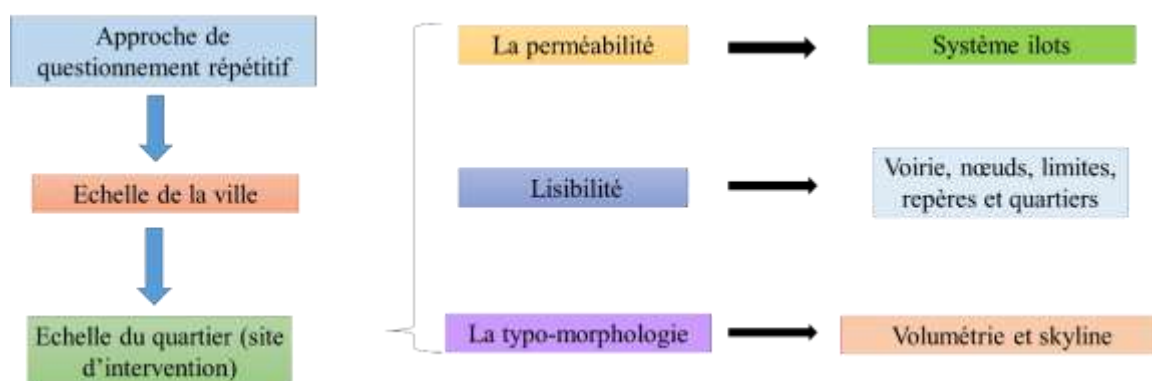 Approche de
questionnement répétitif
Echelle de la ville
Echelle du quartier (site
d'intervention)
La perméabilité
Système ilots
Lisibilité
Voirie, nœuds, limites,
repères et quartiers
La typo-morphologie
Volumétrie et skyline